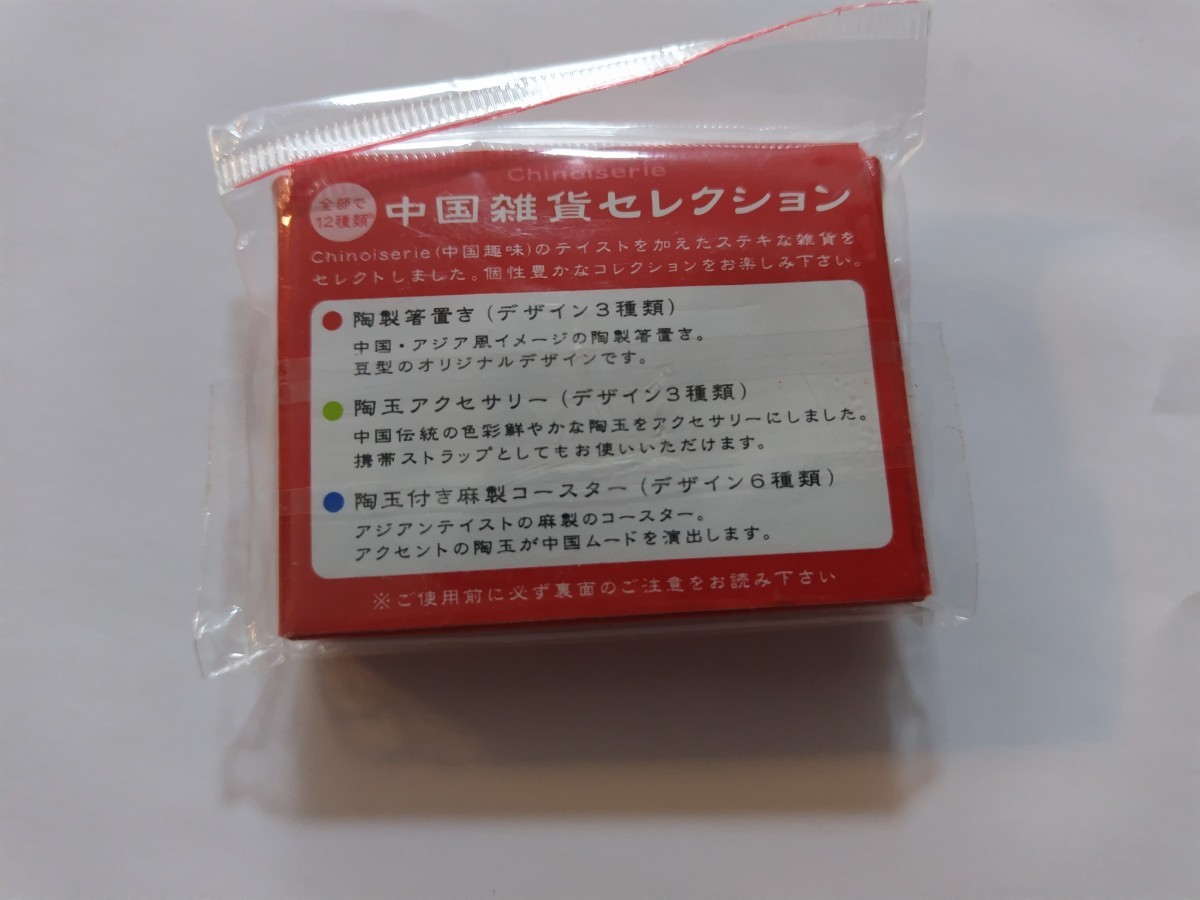 Chinoiserie
全部で
12種類
中国雑貨セレクション
Chinoiserie(中国趣味)のテイストを加えたステキな雑貨を
セレクトしました。個性豊かなコレクションをお楽しみ下さい。
陶製箸置き(デザイン3種類)
中国・アジア風イメージの陶製箸置き。
豆型のオリジナルデザインです。
陶玉アクセサリー(デザイン3種類)
中国伝統の色彩鮮やかな陶玉をアクセサリーにしました。
携帯ストラップとしてもお使いいただけます。
陶玉付き麻製コースター(デザイン6種類)
アジアンテイストの麻製のコースター。
アクセントの陶玉が中国ムードを演出します。
※ご使用前に必ず裏面のご注意をお読み下さい